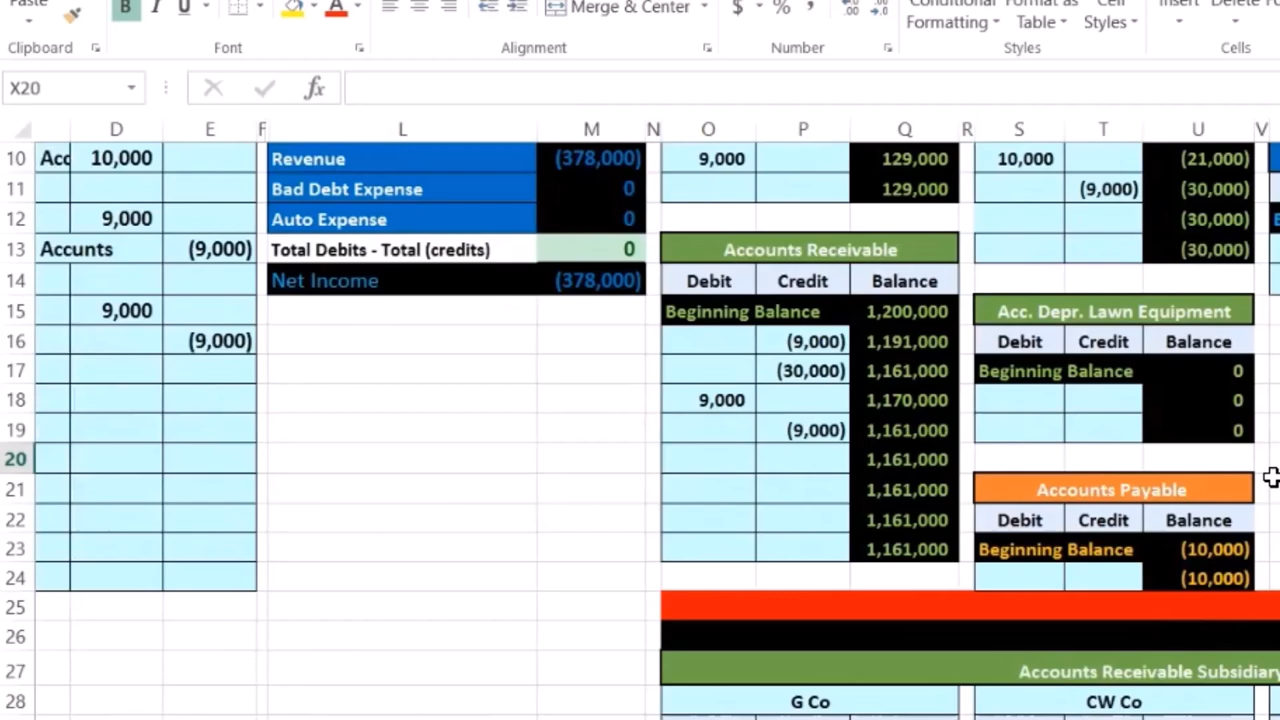 Paste B I U A Merge & Center $ % , Conditional Format as Cell Insert Delete
Formatting Table Styles
Clipboard Font Alignment Number Styles Cells
X20 fx
D E F L M N O P Q R S T U V
10 Acc 10,000 Revenue (378,000) 9,000 129,000 10,000 (21,000)
11 Bad Debt Expense 0 129,000 (9,000) (30,000)
12 9,000 Auto Expense 0 (30,000)
13 Accunts (9,000) Total Debits - Total (credits) 0 Accounts Receivable (30,000)
14 Net Income (378,000) Debit Credit Balance
15 9,000 Beginning Balance 1,200,000 Acc. Depr. Lawn Equipment
16 (9,000) (9,000) 1,191,000 Debit Credit Balance
17 (30,000) 1,161,000 Beginning Balance 0
18 9,000 1,170,000 0
19 (9,000) 1,161,000 0
20 1,161,000
21 1,161,000 Accounts Payable
22 1,161,000 Debit Credit Balance
23 1,161,000 Beginning Balance (10,000)
24 (10,000)
25
26
27 Accounts Receivable Subsidiary
28 G Co CW Co